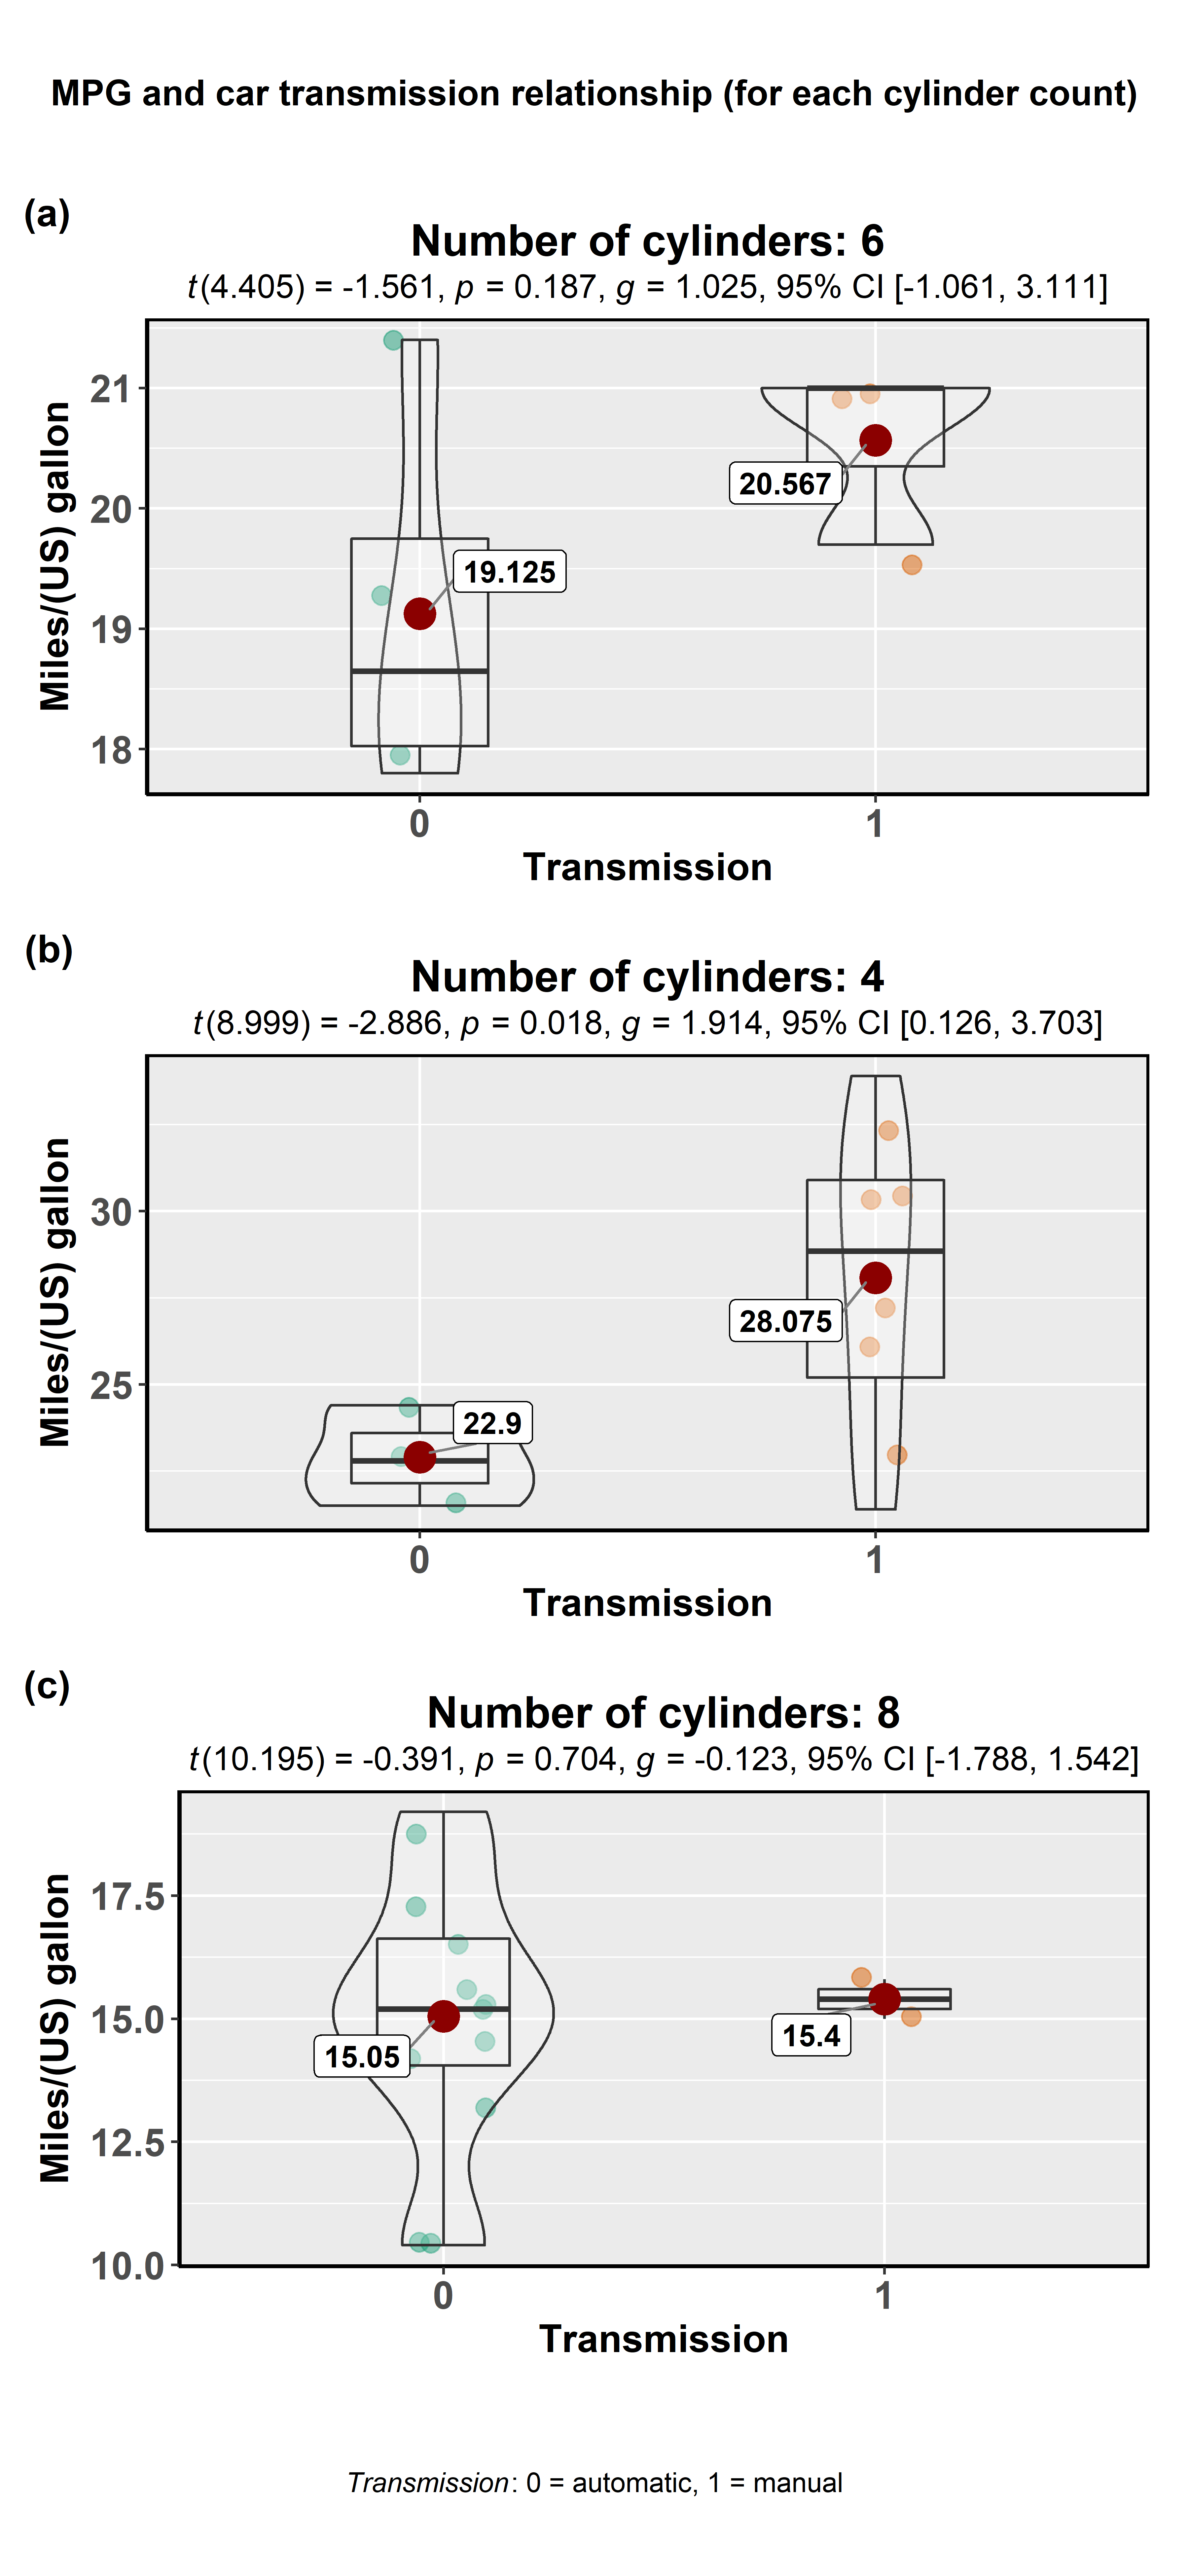 MPG and car transmission relationship (for each cylinder count)
(a)
Number of cylinders: 6
t(4.405) = -1.561, p = 0.187, g = 1.025, 95% CI [-1.061, 3.111]
21
20
19
18
Miles/(US) gallon
20.567
19.125
0 1
Transmission
(b)
Number of cylinders: 4
t(8.999) = -2.886, p = 0.018, g = 1.914, 95% CI [0.126, 3.703]
30
25
Miles/(US) gallon
28.075
22.9
0 1
Transmission
(c)
Number of cylinders: 8
t(10.195) = -0.391, p = 0.704, g = -0.123, 95% CI [-1.788, 1.542]
17.5
15.0
12.5
10.0
Miles/(US) gallon
15.4
15.05
0 1
Transmission
Transmission: 0 = automatic, 1 = manual